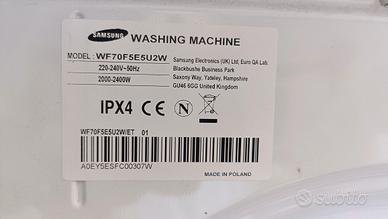 SAMSUNG WASHING MACHINE
MODEL: WF70F5E5U2W
220-240V~50Hz
2000-2400W
Samsung Electronics (UK) Ltd, Euro QA Lab.
Blackbushe Business Park
Saxony Way, Yateley, Hampshire
GU46 6GG United Kingdom
IPX4 CE
WF70F5E5U2W/ET 01
A0EY5ESFC00307W
MADE IN POLAND
subito